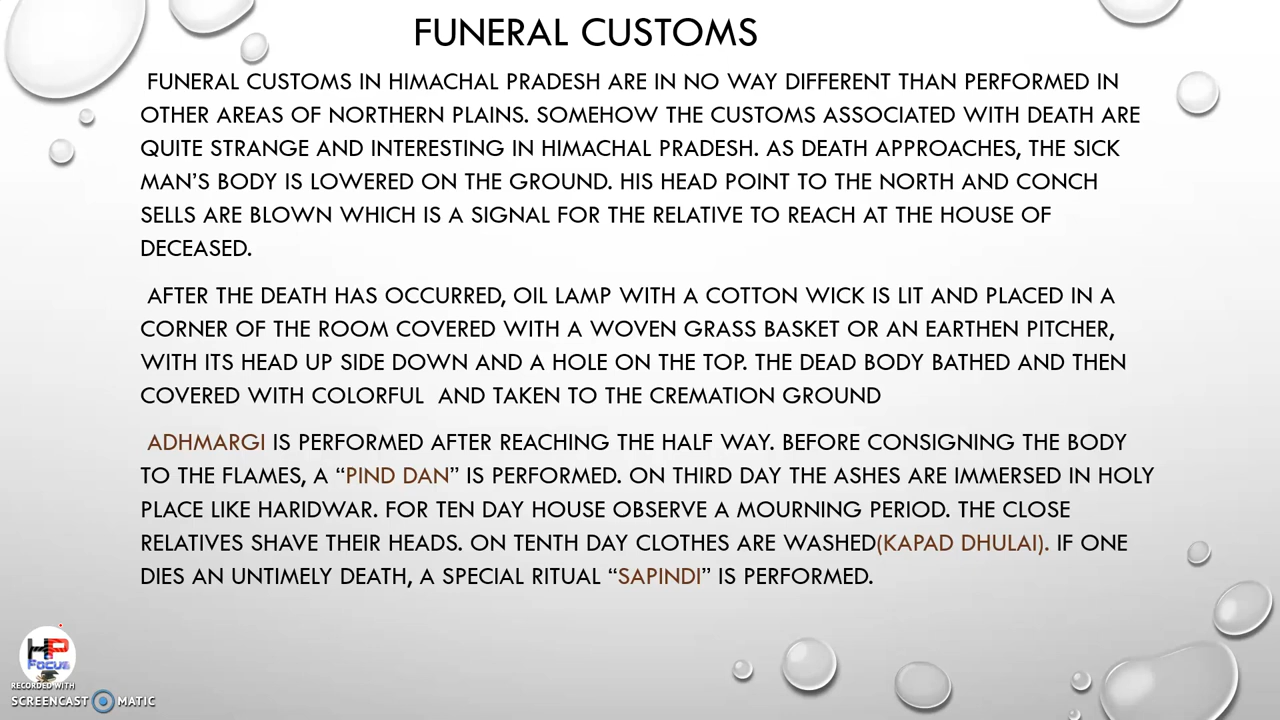 FUNERAL CUSTOMS
FUNERAL CUSTOMS IN HIMACHAL PRADESH ARE IN NO WAY DIFFERENT THAN PERFORMED IN
OTHER AREAS OF NORTHERN PLAINS. SOMEHOW THE CUSTOMS ASSOCIATED WITH DEATH ARE
QUITE STRANGE AND INTERESTING IN HIMACHAL PRADESH. AS DEATH APPROACHES, THE SICK
MAN'S BODY IS LOWERED ON THE GROUND. HIS HEAD POINT TO THE NORTH AND CONCH
SELLS ARE BLOWN WHICH IS A SIGNAL FOR THE RELATIVE TO REACH AT THE HOUSE OF
DECEASED.
AFTER THE DEATH HAS OCCURRED, OIL LAMP WITH A COTTON WICK IS LIT AND PLACED IN A
CORNER OF THE ROOM COVERED WITH A WOVEN GRASS BASKET OR AN EARTHEN PITCHER,
WITH ITS HEAD UP SIDE DOWN AND A HOLE ON THE TOP. THE DEAD BODY BATHED AND THEN
COVERED WITH COLORFUL AND TAKEN TO THE CREMATION GROUND
ADHMARGI IS PERFORMED AFTER REACHING THE HALF WAY. BEFORE CONSIGNING THE BODY
TO THE FLAMES, A “PIND DAN” IS PERFORMED. ON THIRD DAY THE ASHES ARE IMMERSED IN HOLY
PLACE LIKE HARIDWAR. FOR TEN DAY HOUSE OBSERVE A MOURNING PERIOD. THE CLOSE
RELATIVES SHAVE THEIR HEADS. ON TENTH DAY CLOTHES ARE WASHED(KAPAD DHULAI). IF ONE
DIES AN UNTIMELY DEATH, A SPECIAL RITUAL “SAPINDI” IS PERFORMED.
HP
Focus
RECORDED WITH
SCREENCAST MATIC